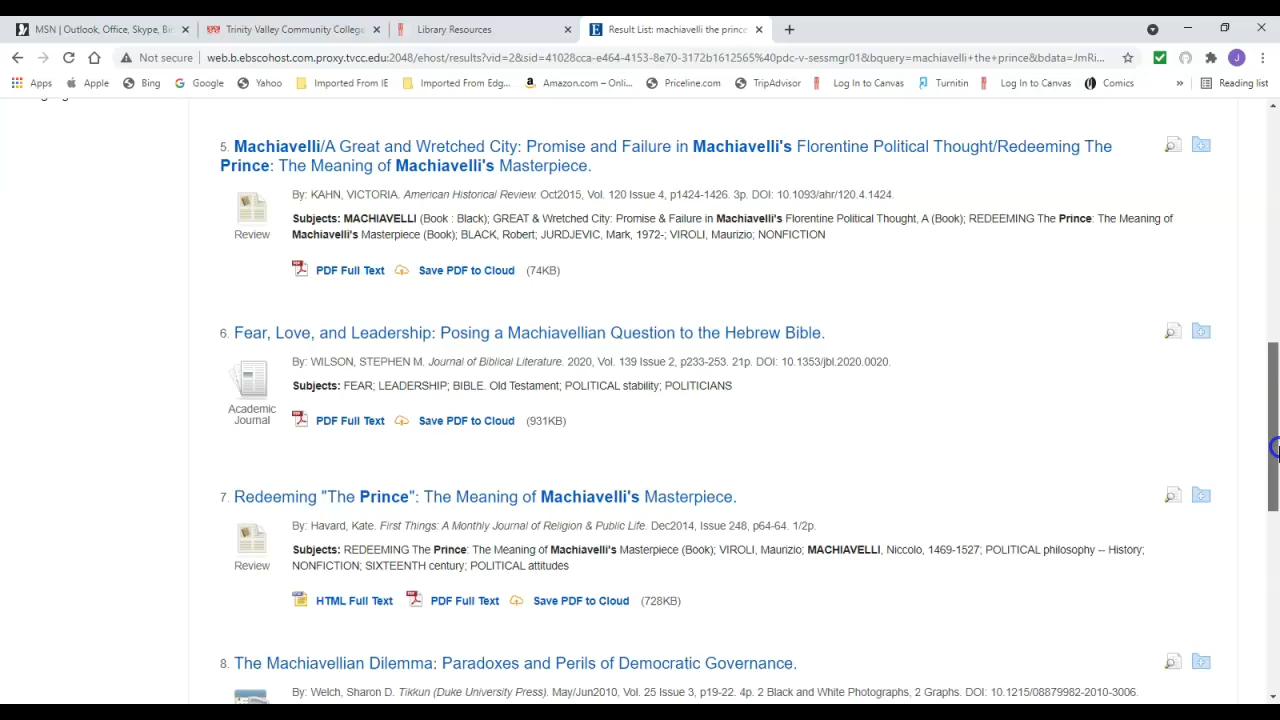 MSN | Outlook, Office, Skype, Bin
Trinity Valley Community College
Library Resources
Result List: machiavelli the prince
Not secure
web.b.ebscohost.com.proxy.tvcc.edu:2048/ehost/results?vid=2&sid=41028cca-e464-4153-8e70-3172b1612565%40pdc-v-sessmgr01&bquery=machiavelli+the+prince&bdata=JmRi...
J
Apps
Apple
Bing
Google
Yahoo
Imported From IE
Imported From Edg...
Amazon.com – Onli...
Priceline.com
TripAdvisor
Log In to Canvas
Turnitin
Log In to Canvas
Comics
»
Reading list
5. Machiavelli/A Great and Wretched City: Promise and Failure in Machiavelli's Florentine Political Thought/Redeeming The
Prince: The Meaning of Machiavelli's Masterpiece.
By: KAHN, VICTORIA. American Historical Review. Oct2015, Vol. 120 Issue 4, p1424-1426. 3p. DOI: 10.1093/ahr/120.4.1424.
Subjects: MACHIAVELLI (Book : Black); GREAT & Wretched City: Promise & Failure in Machiavelli's Florentine Political Thought, A (Book); REDEEMING The Prince: The Meaning of
Machiavelli's Masterpiece (Book); BLACK, Robert; JURDJEVIC, Mark, 1972-; VIROLI, Maurizio; NONFICTION
Review
PDF Full Text Save PDF to Cloud (74KB)
6. Fear, Love, and Leadership: Posing a Machiavellian Question to the Hebrew Bible.
By: WILSON, STEPHEN M. Journal of Biblical Literature. 2020, Vol. 139 Issue 2, p233-253. 21p. DOI: 10.1353/jbl.2020.0020.
Subjects: FEAR; LEADERSHIP; BIBLE. Old Testament; POLITICAL stability; POLITICIANS
Academic
Journal
PDF Full Text Save PDF to Cloud (931KB)
7. Redeeming "The Prince": The Meaning of Machiavelli's Masterpiece.
By: Havard, Kate. First Things: A Monthly Journal of Religion & Public Life. Dec2014, Issue 248, p64-64. 1/2p.
Subjects: REDEEMING The Prince: The Meaning of Machiavelli's Masterpiece (Book); VIROLI, Maurizio; MACHIAVELLI, Niccolo, 1469-1527; POLITICAL philosophy -- History;
NONFICTION; SIXTEENTH century; POLITICAL attitudes
Review
HTML Full Text PDF Full Text Save PDF to Cloud (728KB)
8. The Machiavellian Dilemma: Paradoxes and Perils of Democratic Governance.
By: Welch, Sharon D. Tikkun (Duke University Press). May/Jun2010, Vol. 25 Issue 3, p19-22. 4p. 2 Black and White Photographs, 2 Graphs. DOI: 10.1215/08879982-2010-3006.